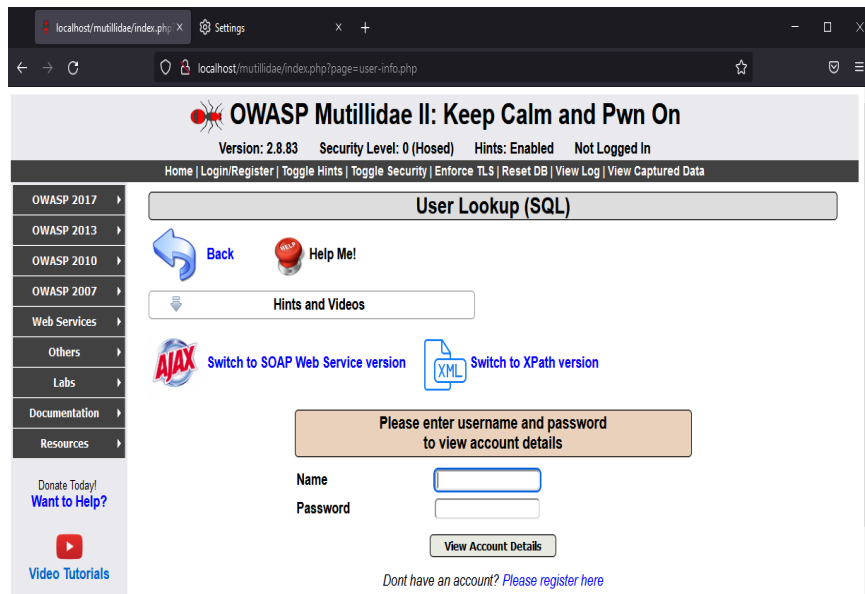 localhost/mutillidae/index.php
Settings
localhost/mutillidae/index.php?page=user-info.php
OWASP Mutillidae II: Keep Calm and Pwn On
Version: 2.8.83 Security Level: 0 (Hosed) Hints: Enabled Not Logged In
Home | Login/Register | Toggle Hints | Toggle Security | Enforce TLS | Reset DB | View Log | View Captured Data
OWASP 2017
OWASP 2013
OWASP 2010
OWASP 2007
Web Services
Others
Labs
Documentation
Resources
Donate Today!
Want to Help?
Video Tutorials
User Lookup (SQL)
Back
HELP
Help Me!
Hints and Videos
AJAX
Switch to SOAP Web Service version
XML
Switch to XPath version
Please enter username and password
to view account details
Name
Password
View Account Details
Dont have an account? Please register here